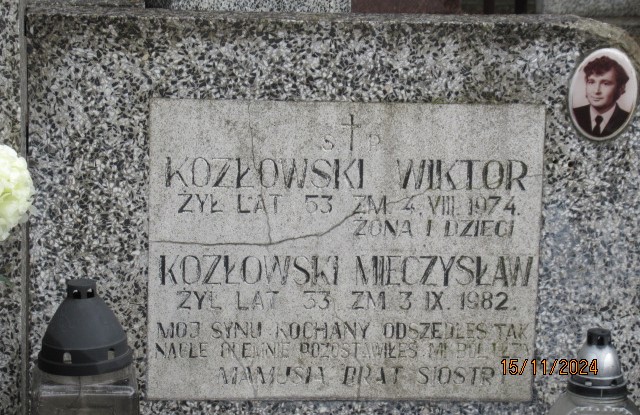 Ś P
KOZŁOWSKI WIKTOR
ŻYŁ LAT 53 ZM 4. VIII. 1974.
ŻONA I DZIECI
KOZŁOWSKI MIECZYSŁAW
ŻYŁ LAT 33 ZM 3 IX. 1982
MÓJ SYNU KOCHANY ODSZEDŁEŚ TAK
NAGLE POZOSTAWIŁEŚ
MAMUSIA BRAT SIOSTRY
15/11/2024